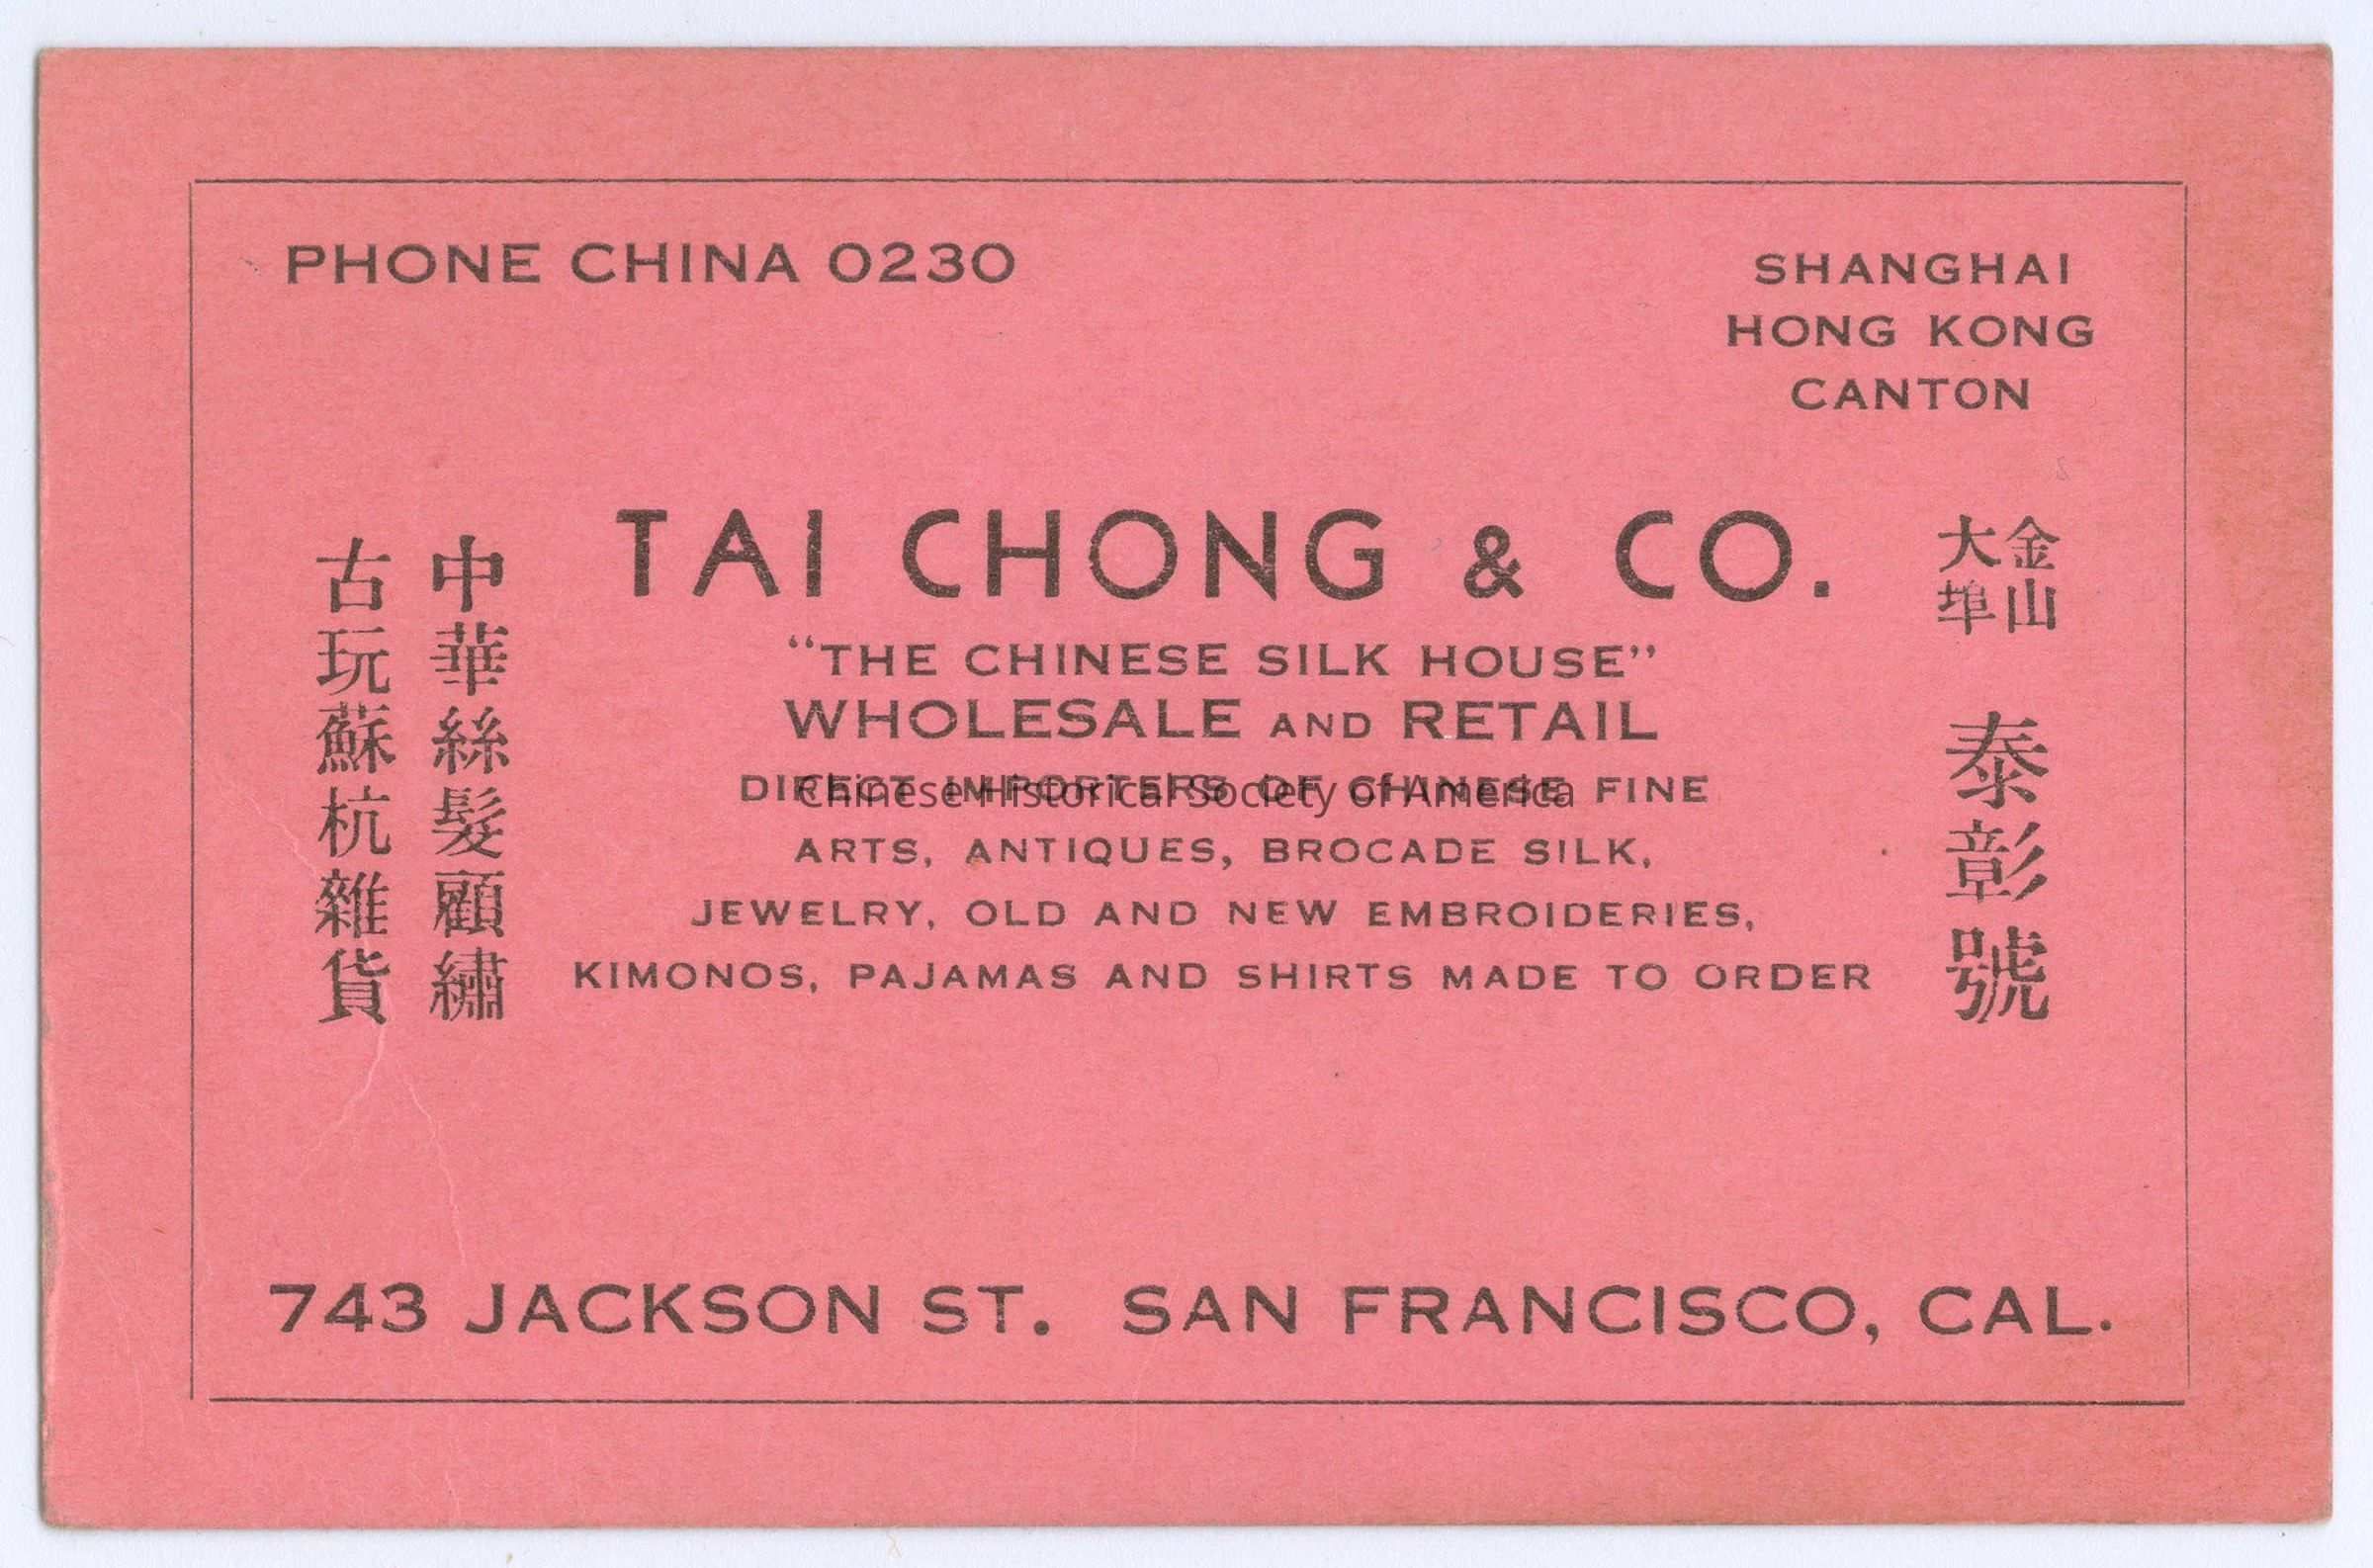 PHONE CHINA 0230
SHANGHAI
HONG KONG
CANTON
金山
大埠
泰彰號
TAI CHONG & CO.
“THE CHINESE SILK HOUSE”
WHOLESALE AND RETAIL
DIRECT IMPORTERS OF CHINESE FINE
Chinese Historical Society of America
ARTS, ANTIQUES, BROCADE SILK,
JEWELRY, OLD AND NEW EMBROIDERIES,
KIMONOS, PAJAMAS AND SHIRTS MADE TO ORDER
中華絲髮顧繡
古玩蘇杭雜貨
743 JACKSON ST. SAN FRANCISCO, CAL.